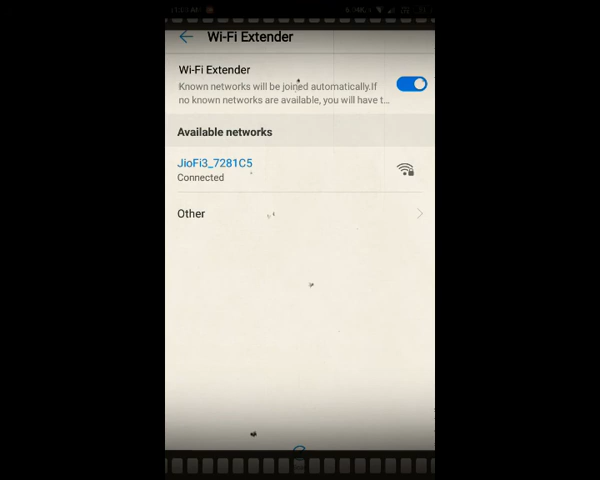 Wi-Fi Extender
Wi-Fi Extender
Known networks will be joined automatically.If
no known networks are available, you will have t...
Available networks
JioFi3_7281C5
Connected
Other